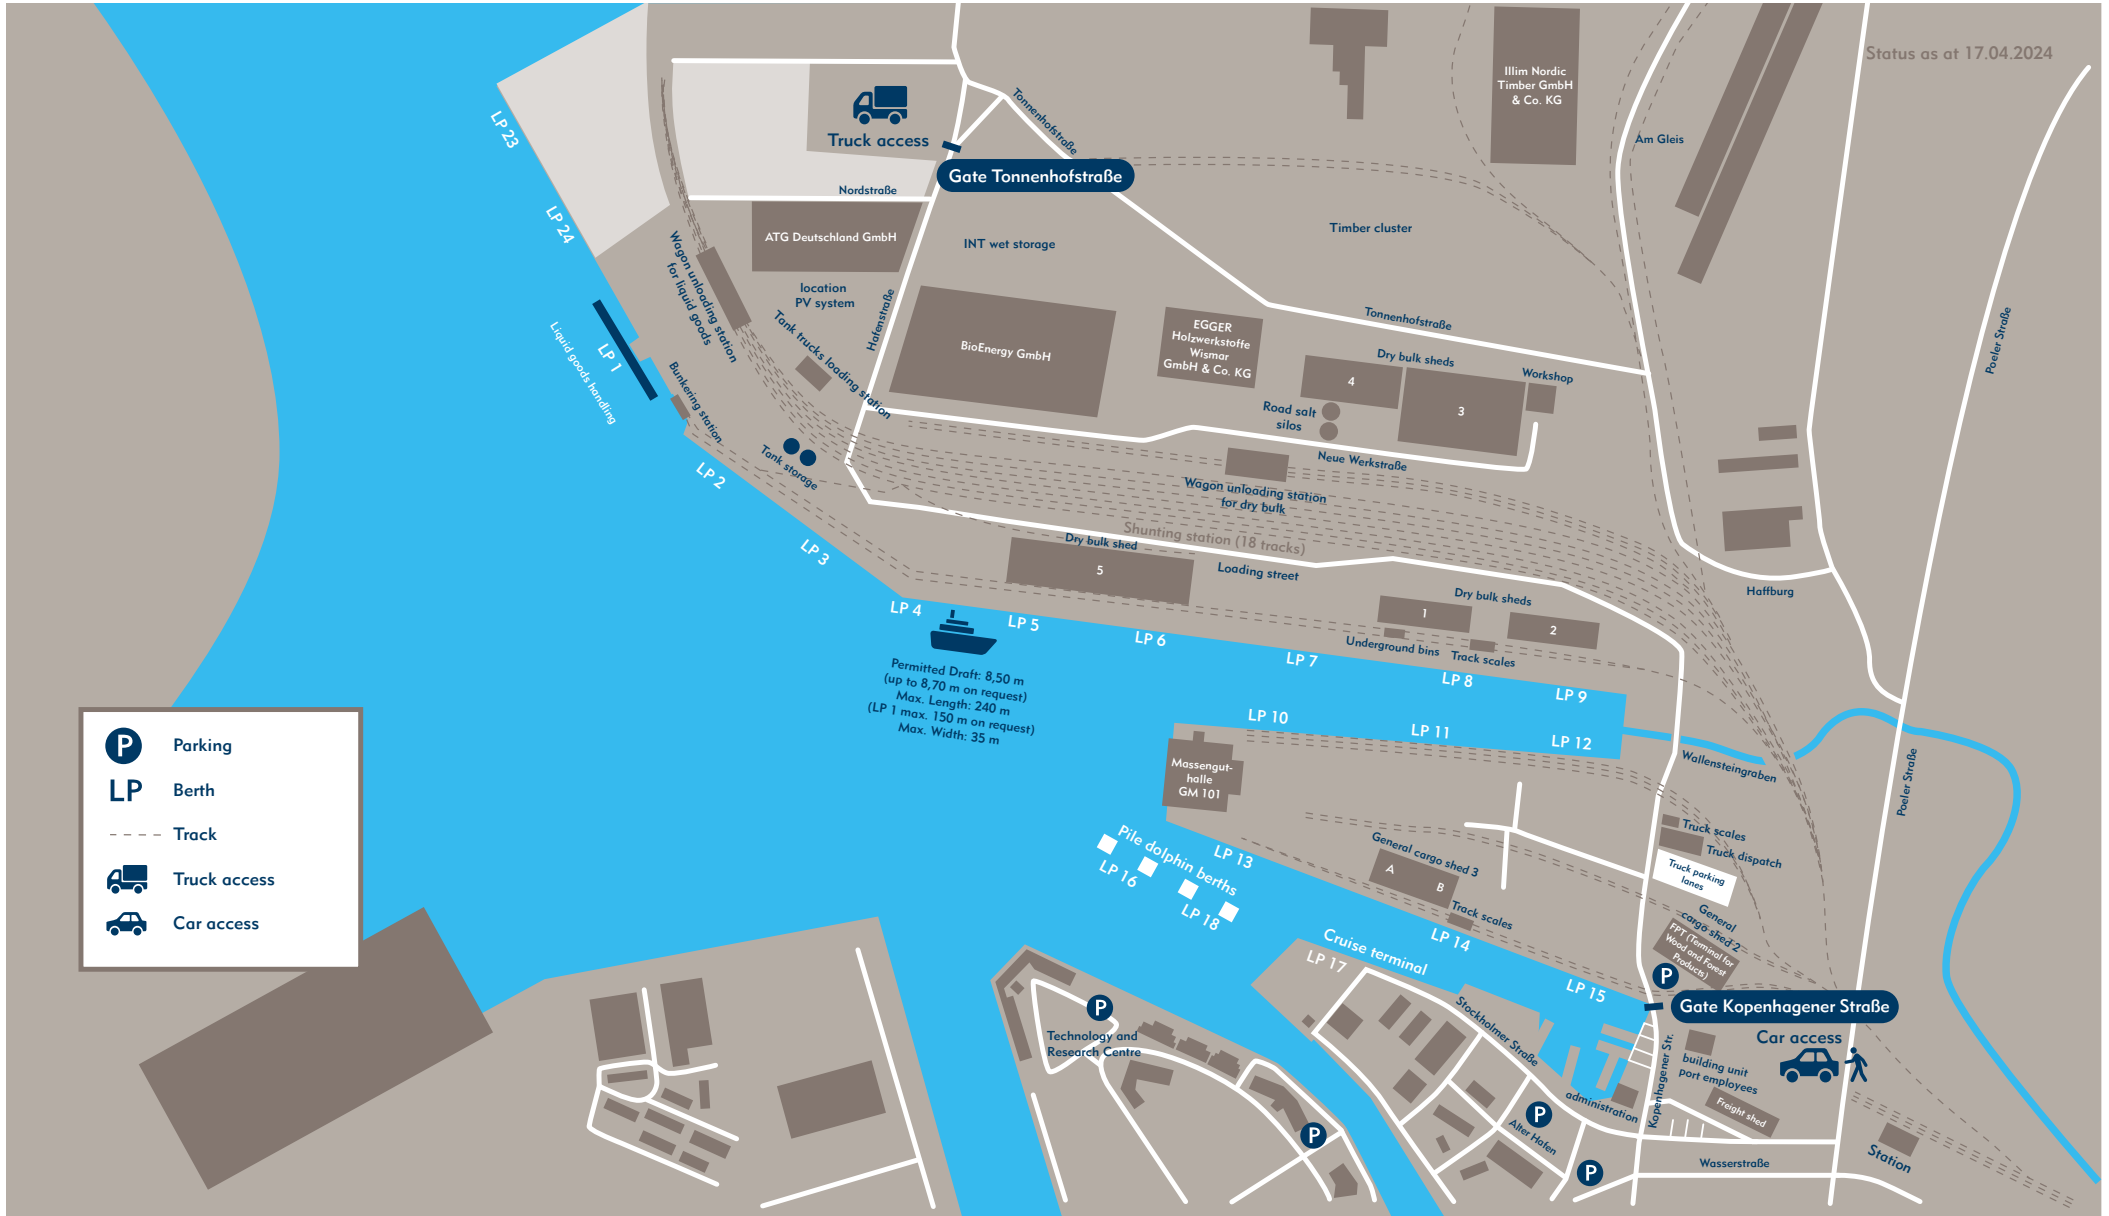 Status as at 17.04.2024
Illim Nordic
Timber GmbH
& Co. KG
Am Gleis
Tonnenhofstraße
Truck access
Gate Tonnenhofstraße
Nordstraße
ATG Deutschland GmbH
INT wet storage
Timber cluster
LP 23
LP 24
Wagon unloading station
for liquid goods
location
PV system
Hafenstraße
Tank trucks loading station
BioEnergy GmbH
EGGER
Holzwerkstoffe
Wismar
GmbH & Co. KG
Tonnenhofstraße
Dry bulk sheds
4
3
Workshop
Road salt
silos
Poeler Straße
LP 1
Liquid goods handling
Bunkering station
Tank storage
Neue Werkstraße
Wagon unloading station
for dry bulk
LP 2
LP 3
Shunting station (18 tracks)
Dry bulk shed
5
Loading street
Haffburg
Dry bulk sheds
1
2
Underground bins
Track scales
LP 4
LP 5
LP 6
LP 7
LP 8
LP 9
Permitted Draft: 8,50 m
(up to 8,70 m on request)
Max. Length: 240 m
(LP 1 max. 150 m on request)
Max. Width: 35 m
LP 10
LP 11
LP 12
Wallensteingraben
Poeler Straße
Massengut-
halle
GM 101
Pile dolphin berths
LP 16
LP 18
LP 13
General cargo shed 3
A
B
Track scales
LP 14
Truck scales
Truck dispatch
Truck parking
lanes
General
cargo shed 2
FPT (Terminal for
Wood and Forest
Products)
P
Cruise terminal
LP 17
LP 15
Gate Kopenhagener Straße
Car access
Stockholmer Straße
Kopenhagener Str.
building unit
port employees
administration
Freight shed
P
Technology and
Research Centre
P
P
Alter Hafen
P
Wasserstraße
Station
P
Parking
LP
Berth
Track
Truck access
Car access